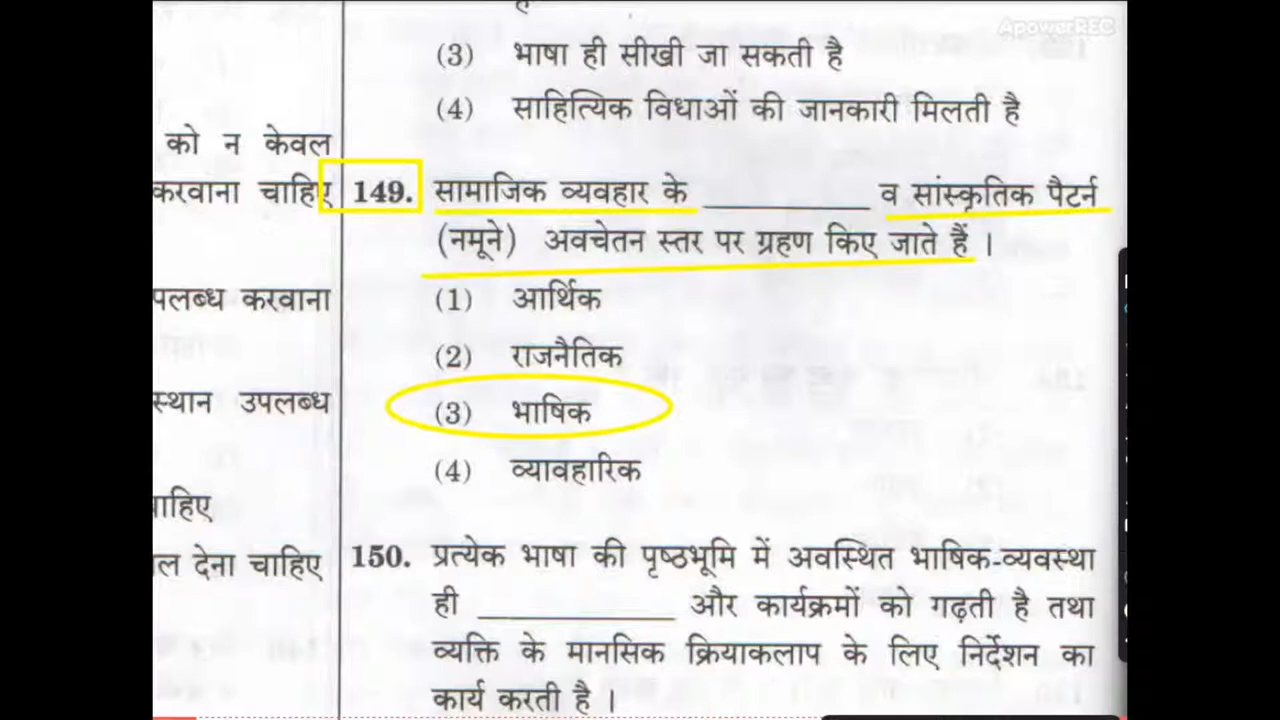 ApowerREC
(3) भाषा ही सीखी जा सकती है
(4) साहित्यिक विधाओं की जानकारी मिलती है
को न केवल
करवाना चाहिए
पलब्ध करवाना
स्थान उपलब्ध
चाहिए
ल देना चाहिए
149. सामाजिक व्यवहार के __________ व सांस्कृतिक पैटर्न
(नमूने) अवचेतन स्तर पर ग्रहण किए जाते हैं ।
(1) आर्थिक
(2) राजनैतिक
(3) भाषिक
(4) व्यावहारिक
150. प्रत्येक भाषा की पृष्ठभूमि में अवस्थित भाषिक-व्यवस्था
ही ____________ और कार्यक्रमों को गढ़ती है तथा
व्यक्ति के मानसिक क्रियाकलाप के लिए निर्देशन का
कार्य करती है ।